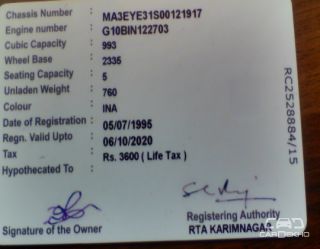 Chassis Number : MA3EYE31S00121917
Engine number : G10BIN122703
Cubic Capacity : 993
Wheel Base : 2335
Seating Capacity : 5
Unladen Weight : 760
Colour : INA
Date of Registration : 05/07/1995
Regn. Valid Upto : 06/10/2020
Tax : Rs. 3600 ( Life Tax )
Hypothecated To :
RC2528884/15
Signature of the Owner
Registering Authority
RTA KARIMNAGAR
CARDEKHO